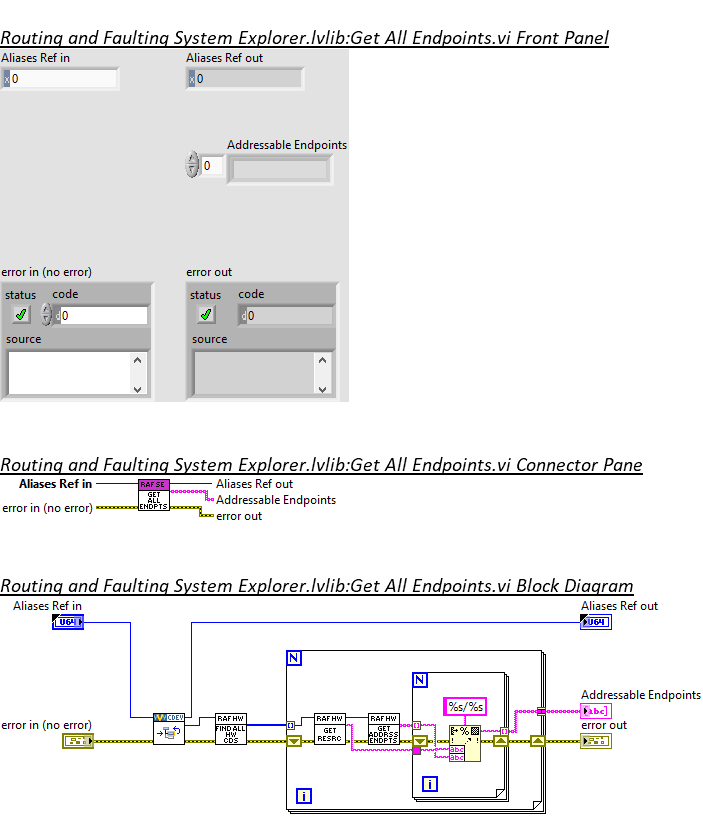 Routing and Faulting System Explorer.lvlib:Get All Endpoints.vi Front Panel
Aliases Ref in
Aliases Ref out
x 0
x 0
Addressable Endpoints
0
error in (no error)
error out
status code
status code
d 0
d 0
source
source
Routing and Faulting System Explorer.lvlib:Get All Endpoints.vi Connector Pane
Aliases Ref in
RAF SE
Aliases Ref out
GET
ALL
ENDPTS
Addressable Endpoints
error in (no error)
error out
Routing and Faulting System Explorer.lvlib:Get All Endpoints.vi Block Diagram
Aliases Ref in
Aliases Ref out
U64
U64
N
N
%s/%s
Addressable Endpoints
abc
error in (no error)
error out
CDEV
RAF HW
FIND ALL
HW
CDS
RAF HW
GET
RESRC
RAF HW
GET
ADDRSS
ENDPTS
%
abc
abc
i
i